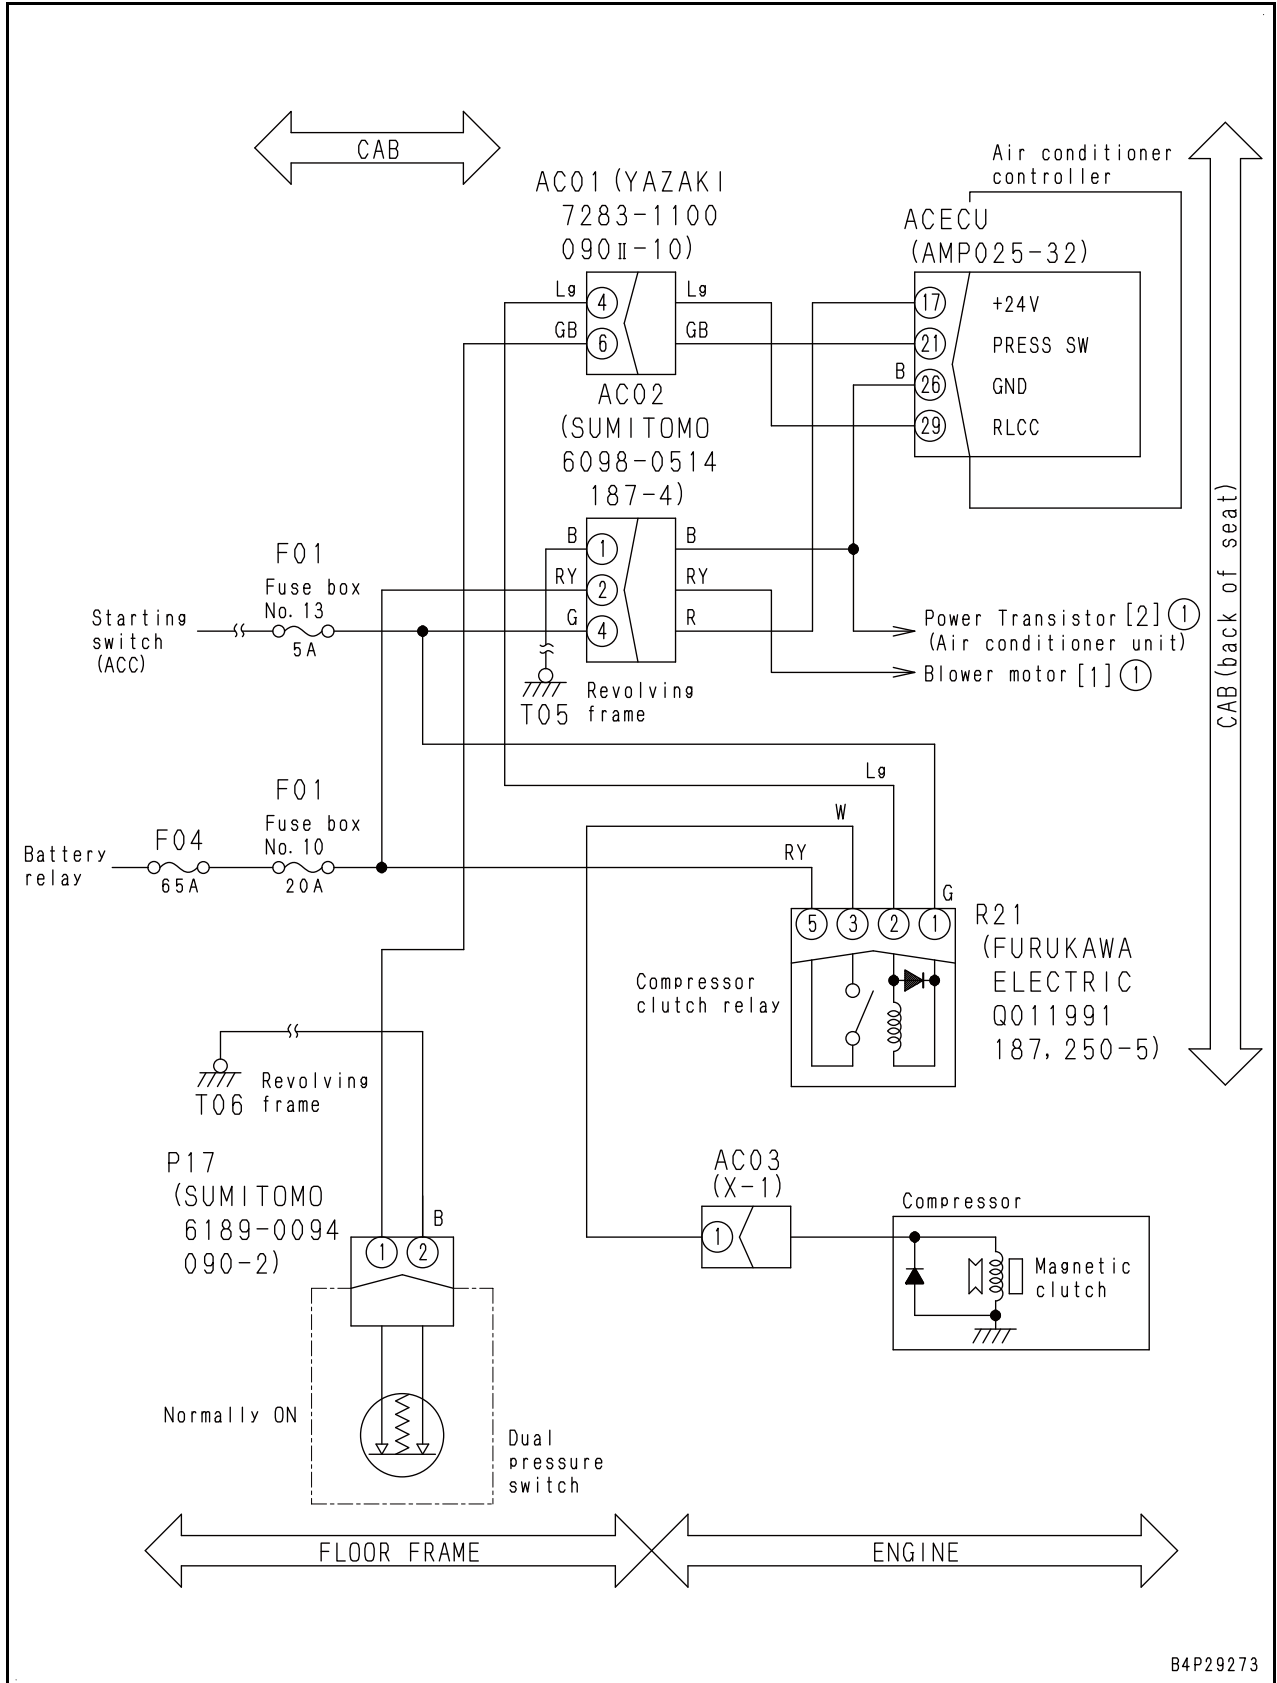 CAB
Air conditioner
controller
AC01 (YAZAKI
7283-1100
090Ⅱ-10)
ACECU
(AMP025-32)
Lg
4
Lg
17
+24V
GB
6
GB
21
PRESS SW
B
26
GND
29
RLCC
AC02
(SUMITOMO
6098-0514
187-4)
B
1
B
RY
2
RY
G
4
R
F01
Fuse box
No. 13
5A
Starting
switch
(ACC)
T05
Revolving
frame
Power Transistor [2] 1
(Air conditioner unit)
Blower motor [1] 1
CAB (back of seat)
F01
Fuse box
No. 10
20A
F04
65A
Battery
relay
Lg
W
RY
G
5
3
2
1
R21
(FURUKAWA
ELECTRIC
Q011991
187, 250-5)
Compressor
clutch relay
T06
Revolving
frame
P17
(SUMITOMO
6189-0094
090-2)
B
1
2
AC03
(X-1)
1
Compressor
Magnetic
clutch
Normally ON
Dual
pressure
switch
FLOOR FRAME
ENGINE
B4P29273